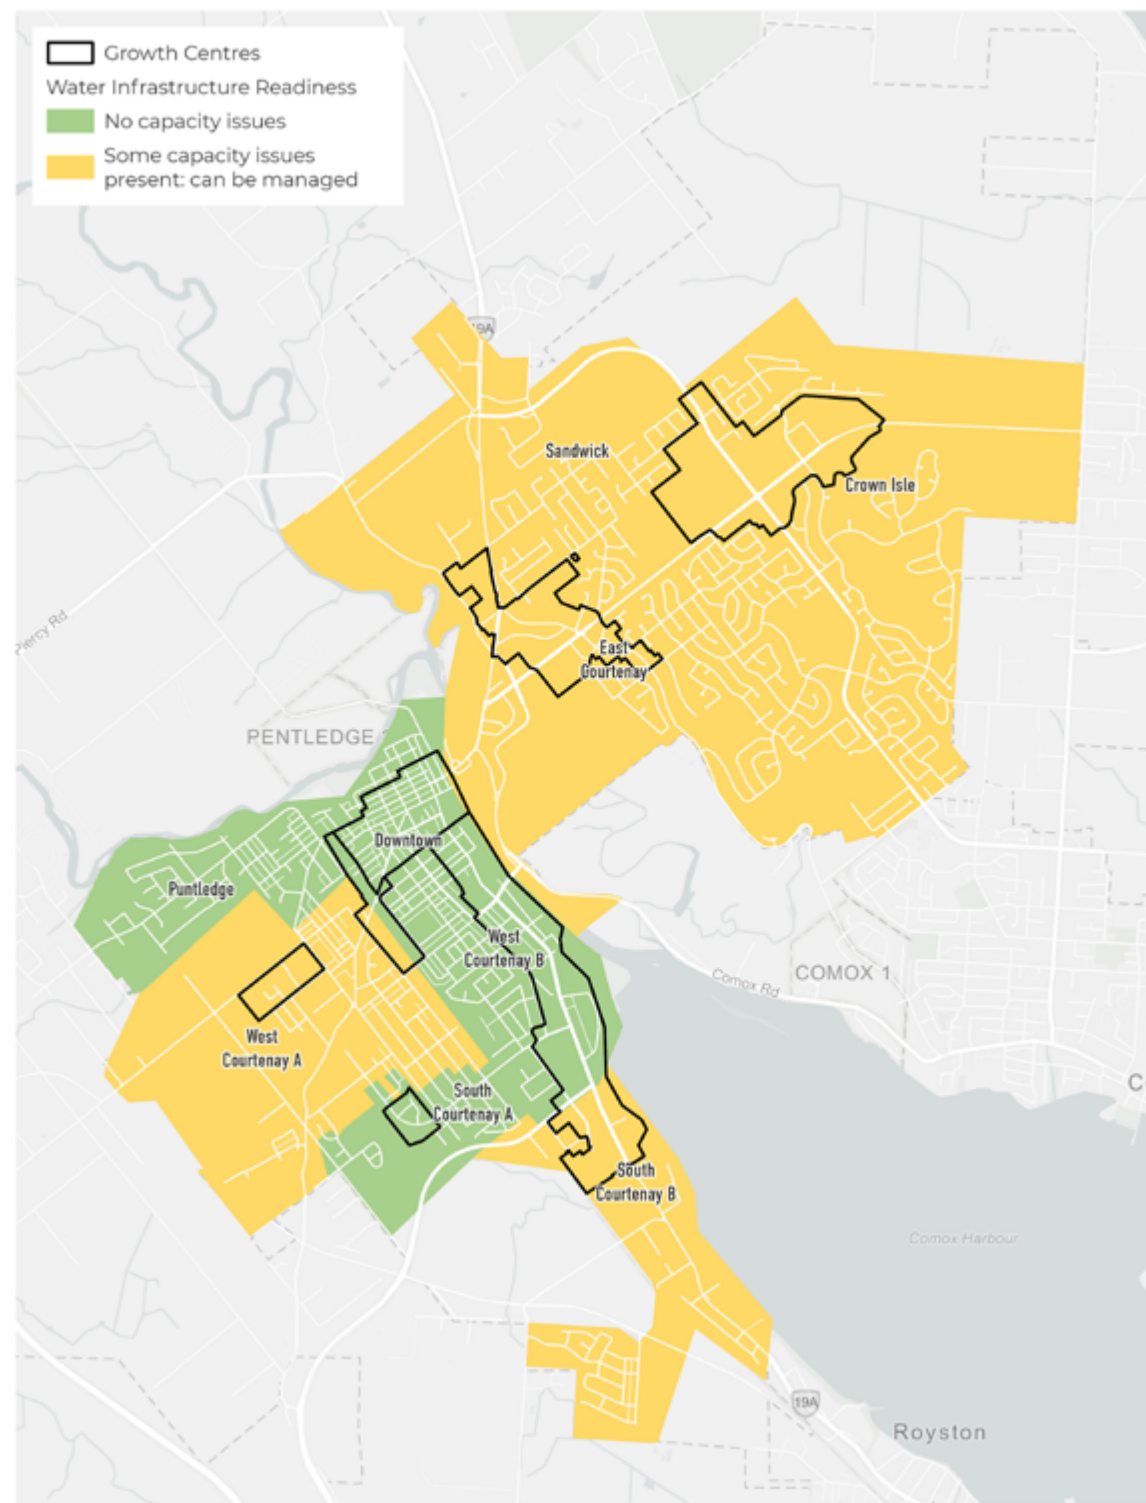 Growth Centres
Water Infrastructure Readiness
No capacity issues
Some capacity issues
present: can be managed
19A
Sandwick
Crown Isle
Piercy Rd
East
Courtenay
PENTLEDGE 2
Downtown
Puntledge
West
Courtenay B
COMOX 1
Comox Rd
West
Courtenay A
South
Courtenay A
C
South
Courtenay B
Comox Harbour
19A
Royston